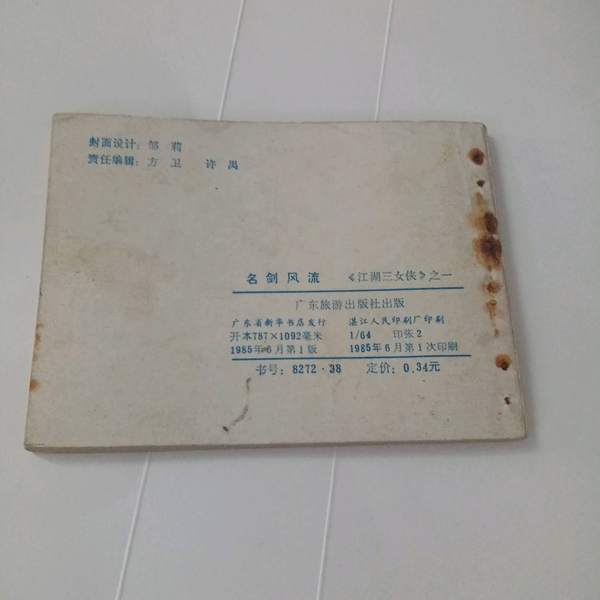 封面设计：邹 莉
责任编辑：方 卫 许 禺
名剑风流 《江湖三女侠》之一
广东旅游出版社出版
广东省新华书店发行 湛江人民印刷厂印刷
开本787×1092毫米 1/64 印张2
1985年6月第1版 1985年6月第1次印刷
书号：8272·38 定价：0.34元